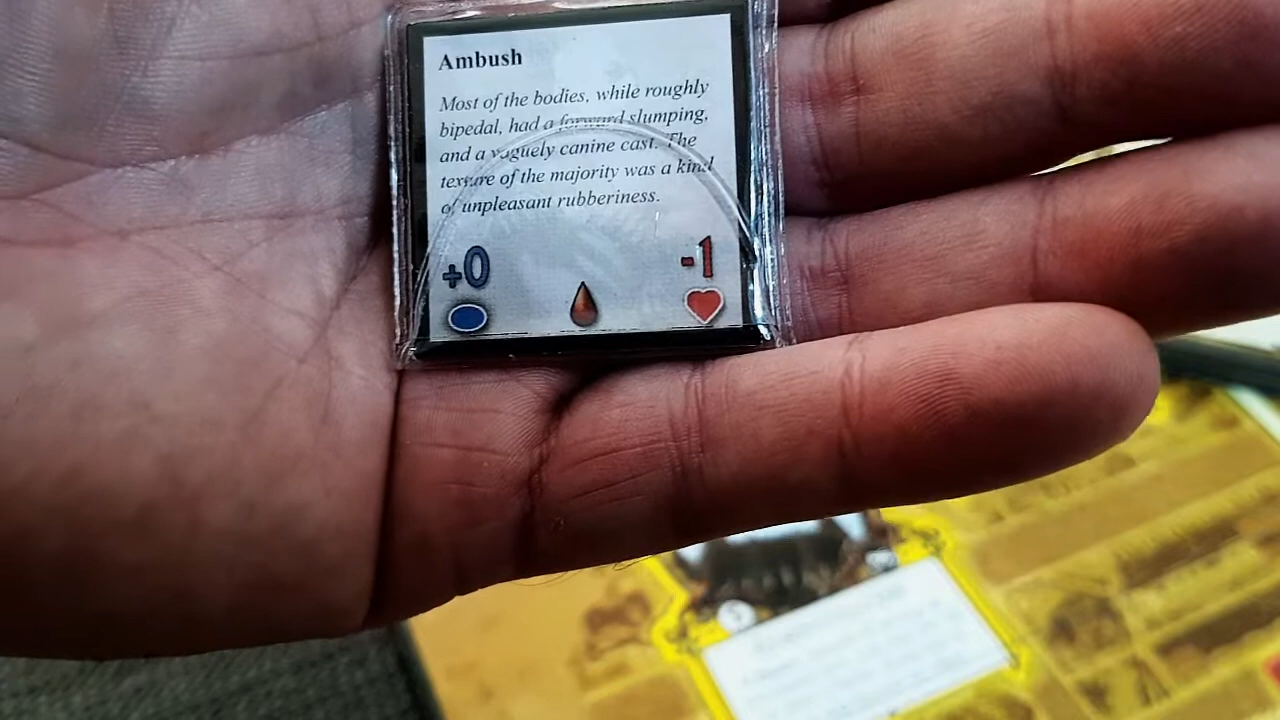 Ambush
Most of the bodies, while roughly
bipedal, had a forward slumping,
and a vaguely canine cast. The
texture of the majority was a kind
of unpleasant rubberiness.
+0 -1